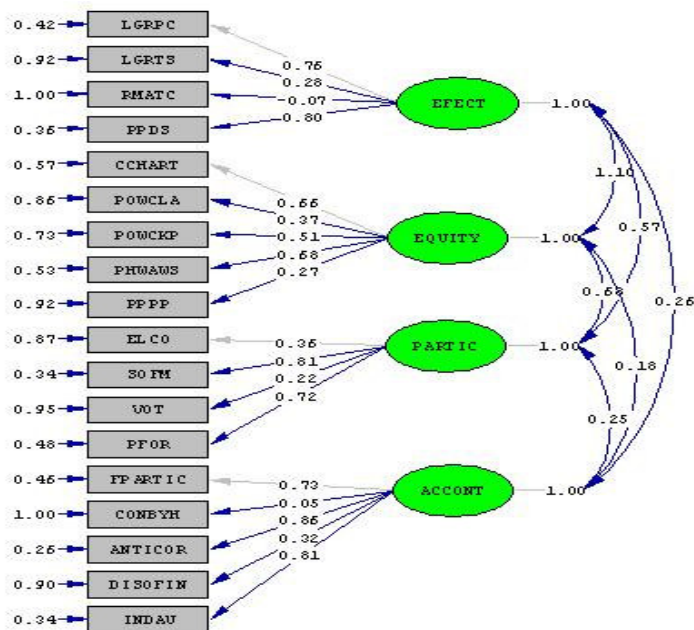 0.42 LGRPC
0.76
0.92 LGRTS
0.28
1.00 RMATC
-0.07
EFECT 1.00
0.36 PPDS
0.80
0.57 CCHART
1.10
0.66
0.86 POWCLA
0.37
0.57
0.73 POWCKP
0.51
EQUITY 1.00
0.53 PHWAWS
0.68
0.92 PPPP
0.27
0.68
0.26
0.87 ELCO
0.36
PARTIC 1.00
0.34 SOFM
0.81
0.18
0.95 VOT
0.22
0.72
0.25
0.48 PFOR
0.46 FPARTIC
0.73
ACCONT 1.00
1.00 CONBYH
0.05
0.26 ANTICOR
0.86
0.32
0.90 DISOFIN
0.81
0.34 INDAU